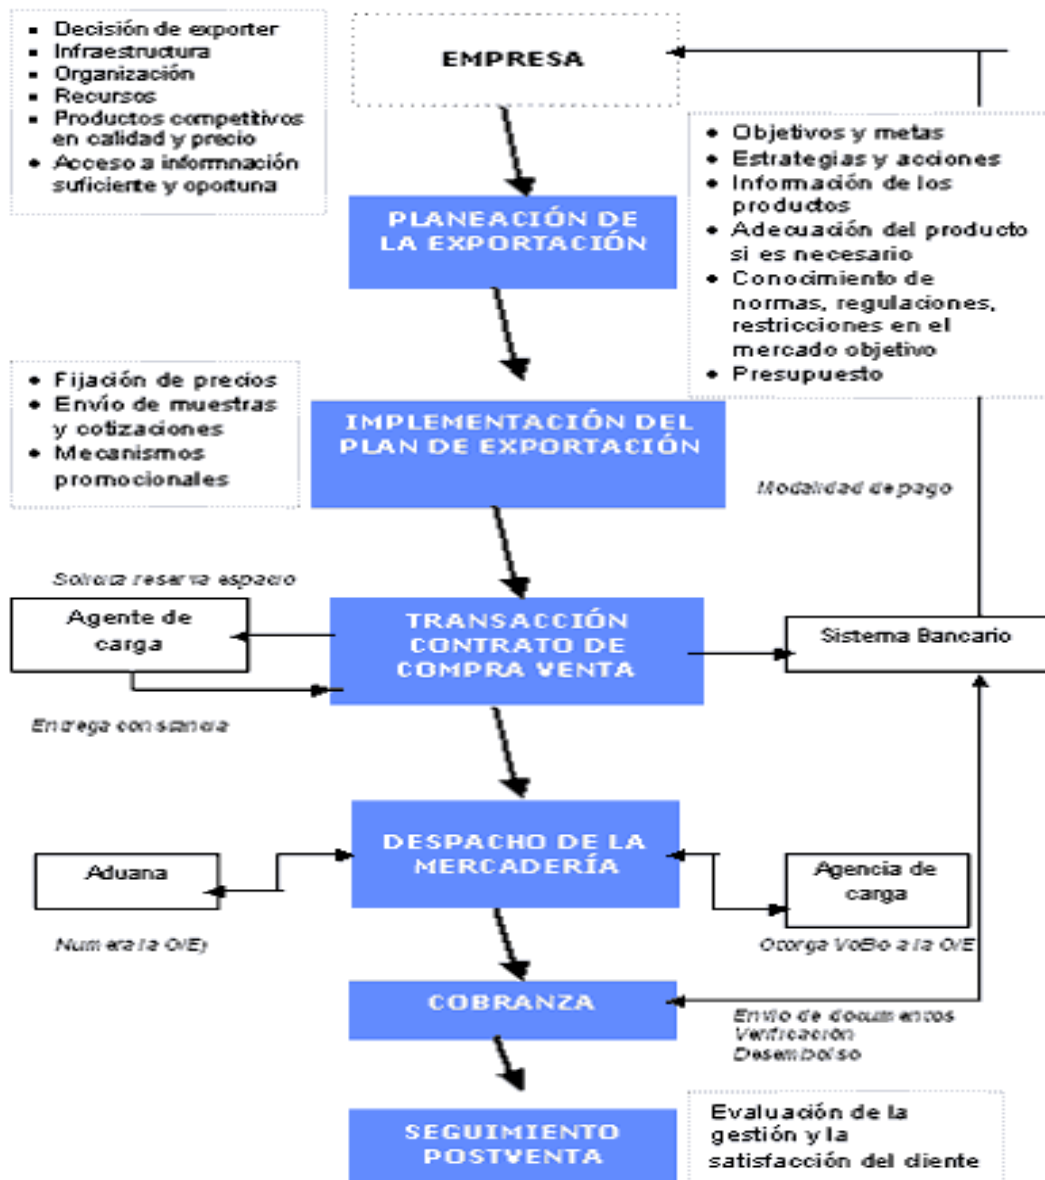 Decisión de exporter
Infraestructura
Organización
Recursos
Productos competitivos
en calidad y precio
Acceso a informnación
suficiente y oportuna
EMPRESA
Objetivos y metas
Estrategias y acciones
Información de los
productos
Adecuación del producto
si es necesario
Conocimiento de
normas, regulaciones,
restricciones en el
mercado objetivo
Presupuesto
PLANEACIÓN DE
LA EXPORTACIÓN
Fijación de precios
Envío de muestras
y cotizaciones
Mecanismos
promocionales
IMPLEMENTACIÓN DEL
PLAN DE EXPORTACIÓN
Modalidad de pago
Solicita reserva espacio
Agente de
carga
TRANSACCIÓN
CONTRATO DE
COMPRA VENTA
Sistema Bancario
Entrega constancia
DESPACHO DE LA
MERCADERÍA
Aduana
Agencia de
carga
Numera la O/E)
Otorga VoBo a la O/E
COBRANZA
Envío de documentos
Verificación
Desembolso
SEGUIMIENTO
POSTVENTA
Evaluación de la
gestión y la
satisfacción del cliente